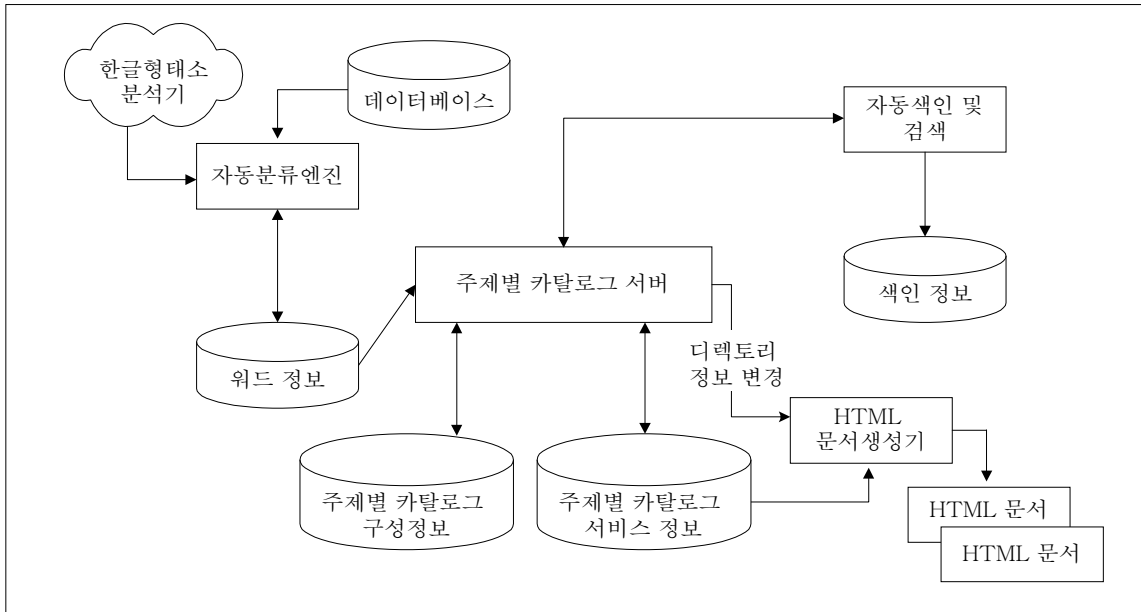 한글형태소
분석기
데이터베이스
자동색인 및
검색
자동분류엔진
주제별 카탈로그 서버
색인 정보
워드 정보
디렉토리
정보 변경
HTML
문서생성기
주제별 카탈로그
구성정보
주제별 카탈로그
서비스 정보
HTML 문서
HTML 문서